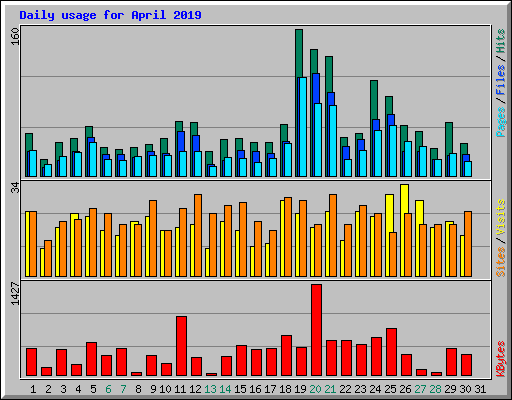 Daily usage for April 2019
160
Pages / Files / Hits
34
Sites / Visits
1427
KBytes
1 2 3 4 5 6 7 8 9 10 11 12 13 14 15 16 17 18 19 20 21 22 23 24 25 26 27 28 29 30 31